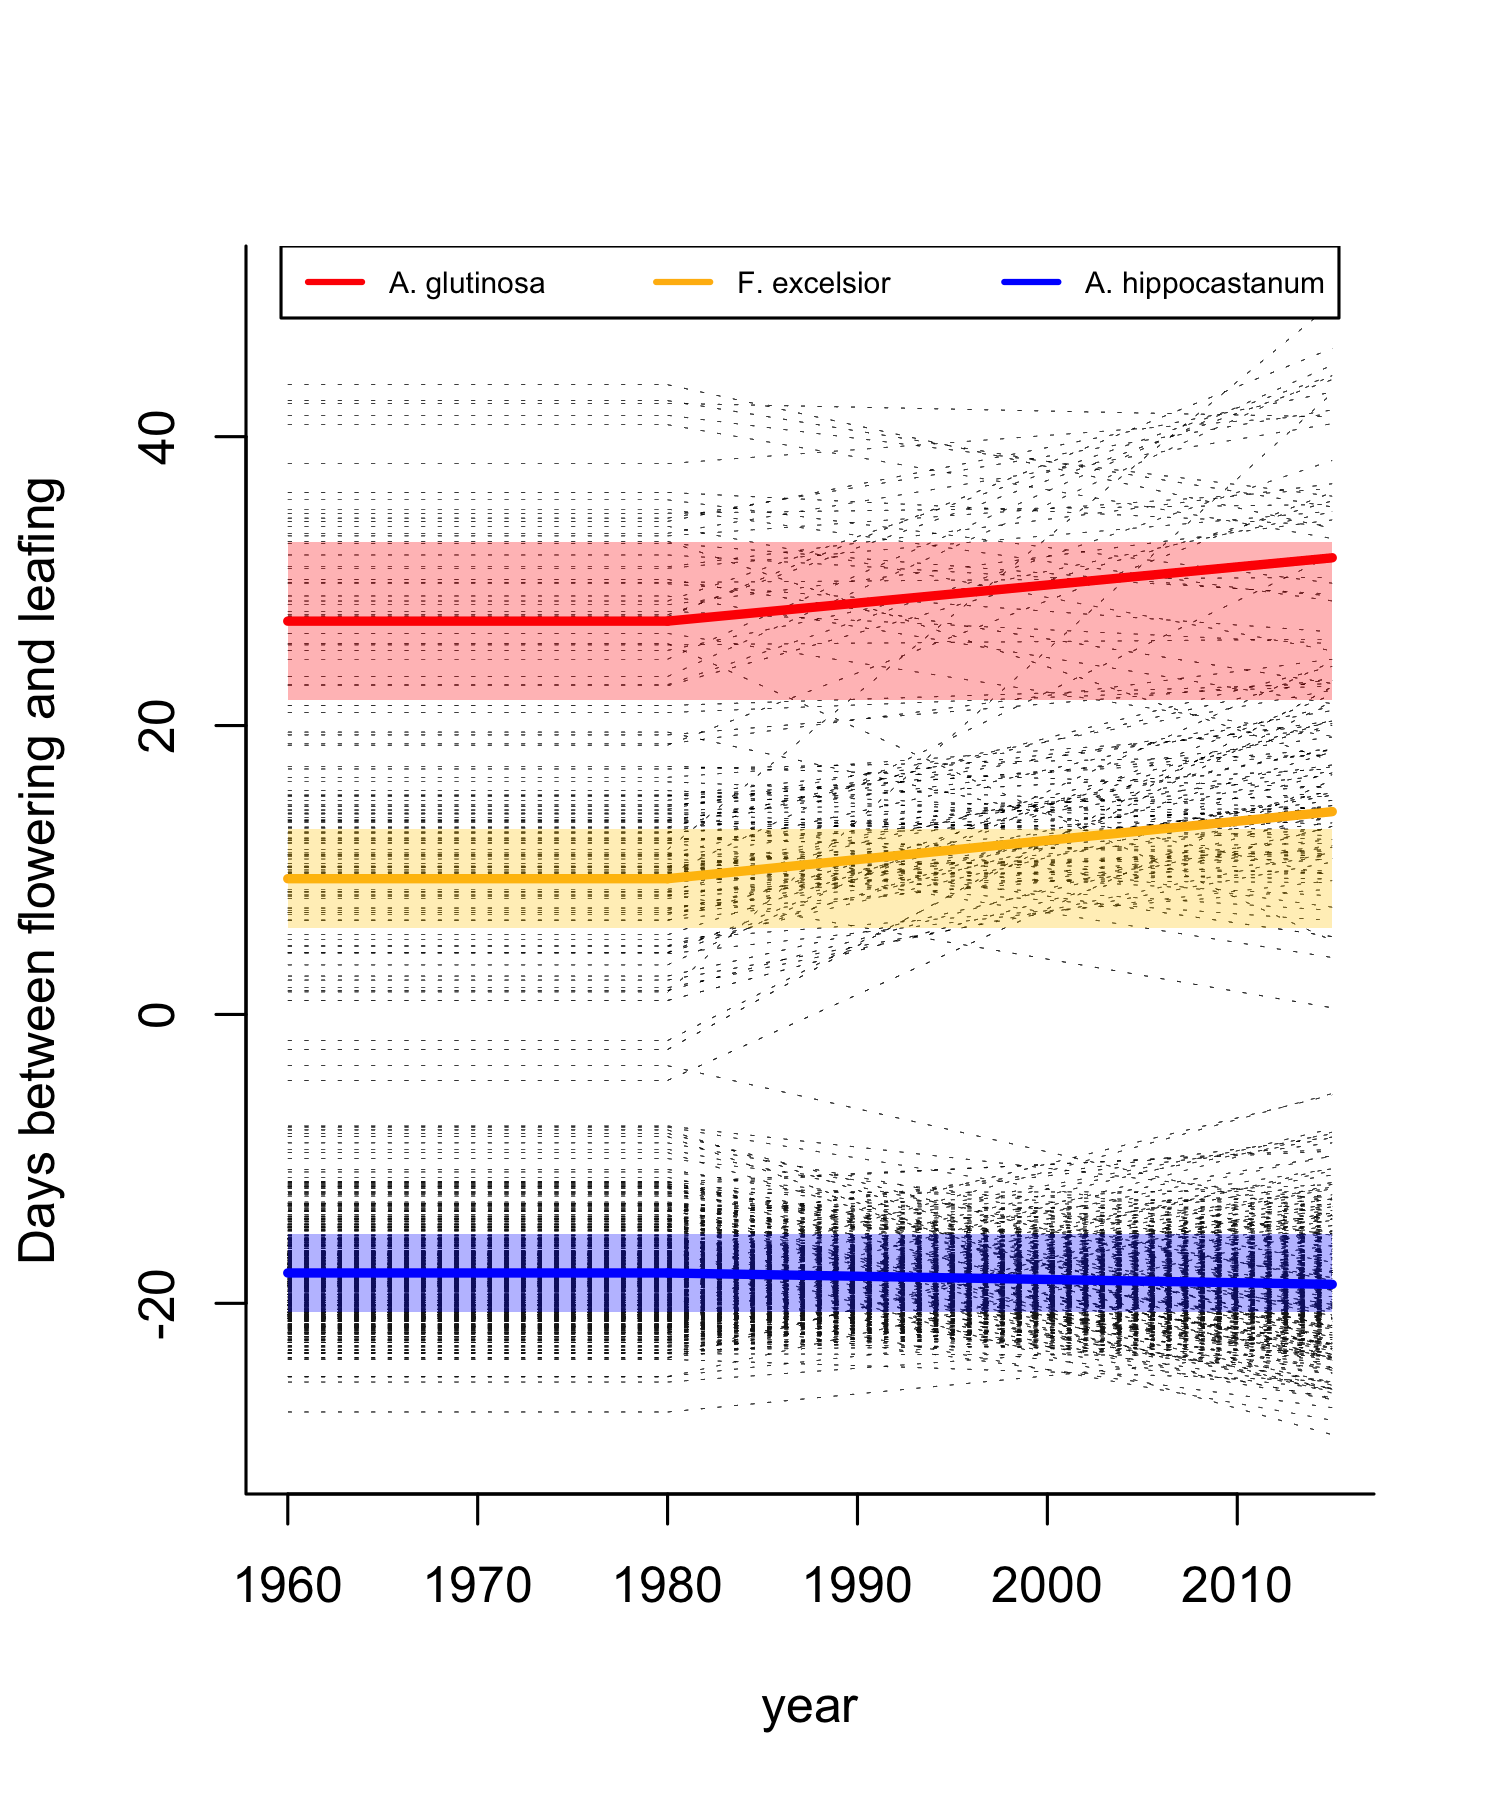 A. glutinosa
F. excelsior
A. hippocastanum
Days between flowering and leafing
40
20
0
-20
1960
1970
1980
1990
2000
2010
year